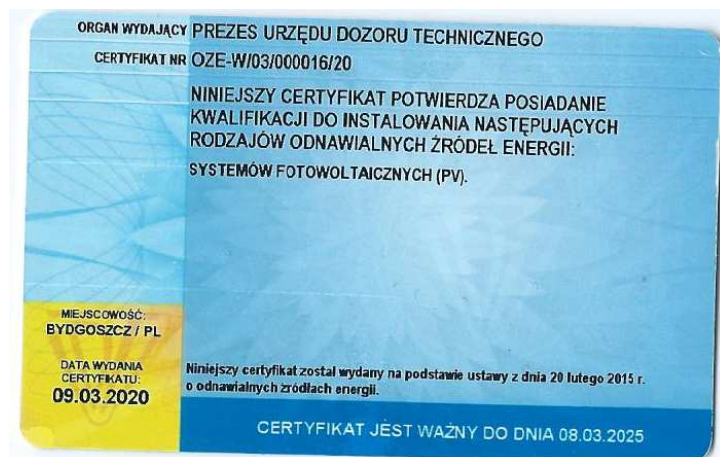 ORGAN WYDAJĄCY PREZES URZĘDU DOZORU TECHNICZNEGO
CERTYFIKAT NR OZE-W/03/000016/20
NINIEJSZY CERTYFIKAT POTWIERDZA POSIADANIE
KWALIFIKACJI DO INSTALOWANIA NASTĘPUJĄCYCH
RODZAJÓW ODNAWIALNYCH ŹRÓDEŁ ENERGII:
SYSTEMÓW FOTOWOLTAICZNYCH (PV).
MIEJSCOWOŚĆ:
BYDGOSZCZ / PL
DATA WYDANIA
CERTYFIKATU:
09.03.2020
Niniejszy certyfikat został wydany na podstawie ustawy z dnia 20 lutego 2015 r.
o odnawialnych źródłach energii.
CERTYFIKAT JEST WAŻNY DO DNIA 08.03.2025